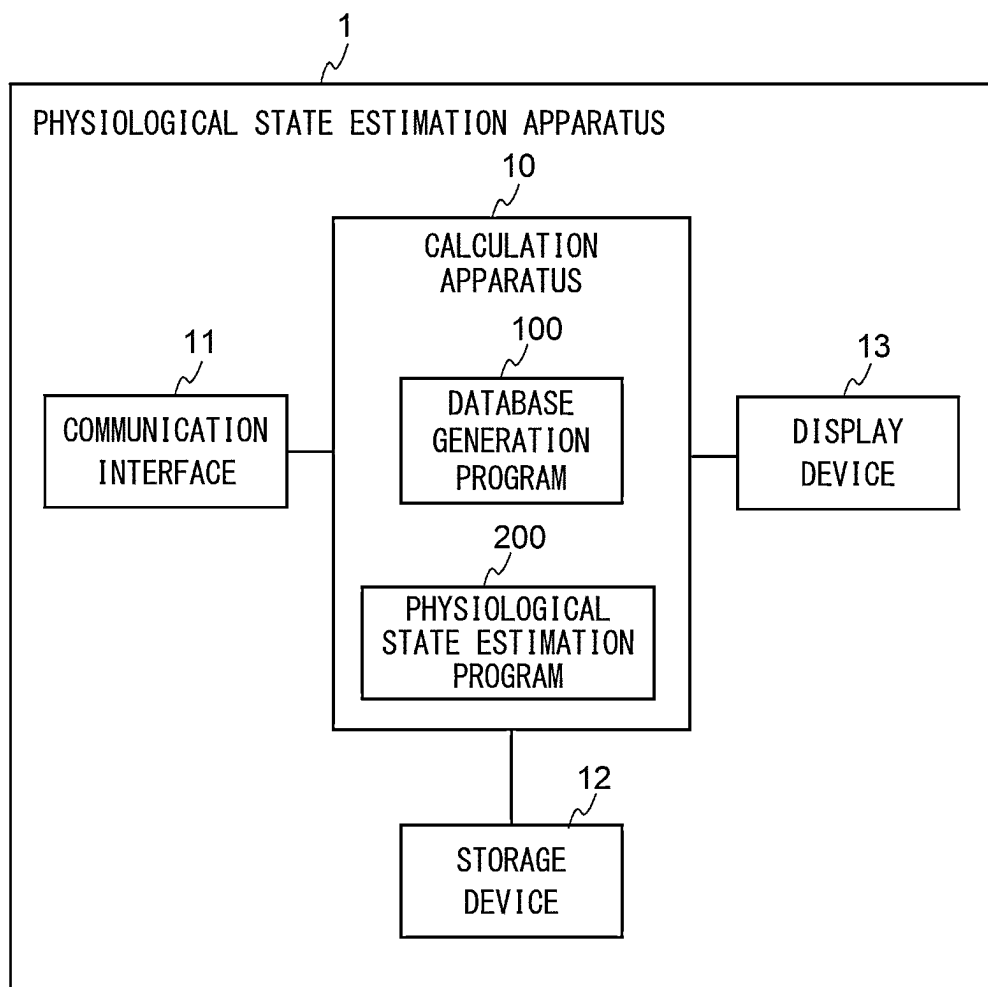 1
PHYSIOLOGICAL STATE ESTIMATION APPARATUS
10
CALCULATION
APPARATUS
11
COMMUNICATION
INTERFACE
100
DATABASE
GENERATION
PROGRAM
13
DISPLAY
DEVICE
200
PHYSIOLOGICAL
STATE ESTIMATION
PROGRAM
12
STORAGE
DEVICE